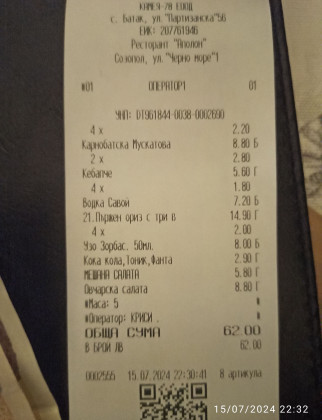 КАМЕЯ-78 ЕООД
с. Батак, ул."Партизанска"56
ЕИК: 207761946
Ресторант "Аполон"
Созопол, ул."Черно море"1
#01 ОПЕРАТОР1 01
УНП: DT961844-0038-0002690
4 x 2.20
Карнобатска Мускатова 8.80 Б
2 x 2.80
Кебапче 5.60 Г
4 x 1.80
Водка Савой 7.20 Б
21.Пържен ориз с три в 14.90 Г
4 x 2.00
Узо Зорбас. 50мл. 8.00 Б
Кока кола,Тоник,Фанта 2.90 Г
МЕШАНА САЛАТА 5.80 Г
Овчарска салата 8.80 Г
#Маса: 5 #
#Оператор: КРИСИ . #
ОБЩА СУМА 62.00
В БРОЙ ЛВ 62.00
0002555 15.07.2024 22:30:41 8 артикула
15/07/2024 22:32